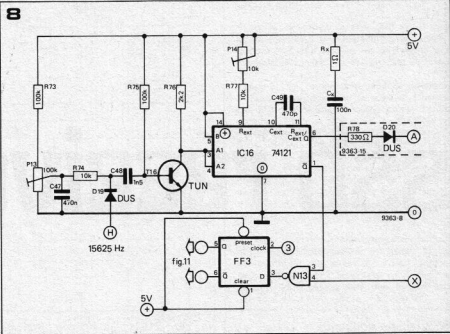 8
5V
R73
100k
R75
100k
R76
2k2
P14
10k
R77
10k
Rx
1Ω
Cx
100n
C49
470p
14
9
10
11
5
3
4
6
1
7
B
A1
A2
Rext
Cext
Rext/
Cext
Q
Q̅
IC16
74121
0
R78
330Ω
D20
DUS
A
9363-15
P13
100k
R74
10k
C47
470n
C48
1n5
D19
DUS
T16
TUN
H
15625 Hz
0
9363-8
fig.11
5
6
Q
Q̅
preset
clock
FF3
D
clear
4
2
3
1
3
N13
3
4
X
5V